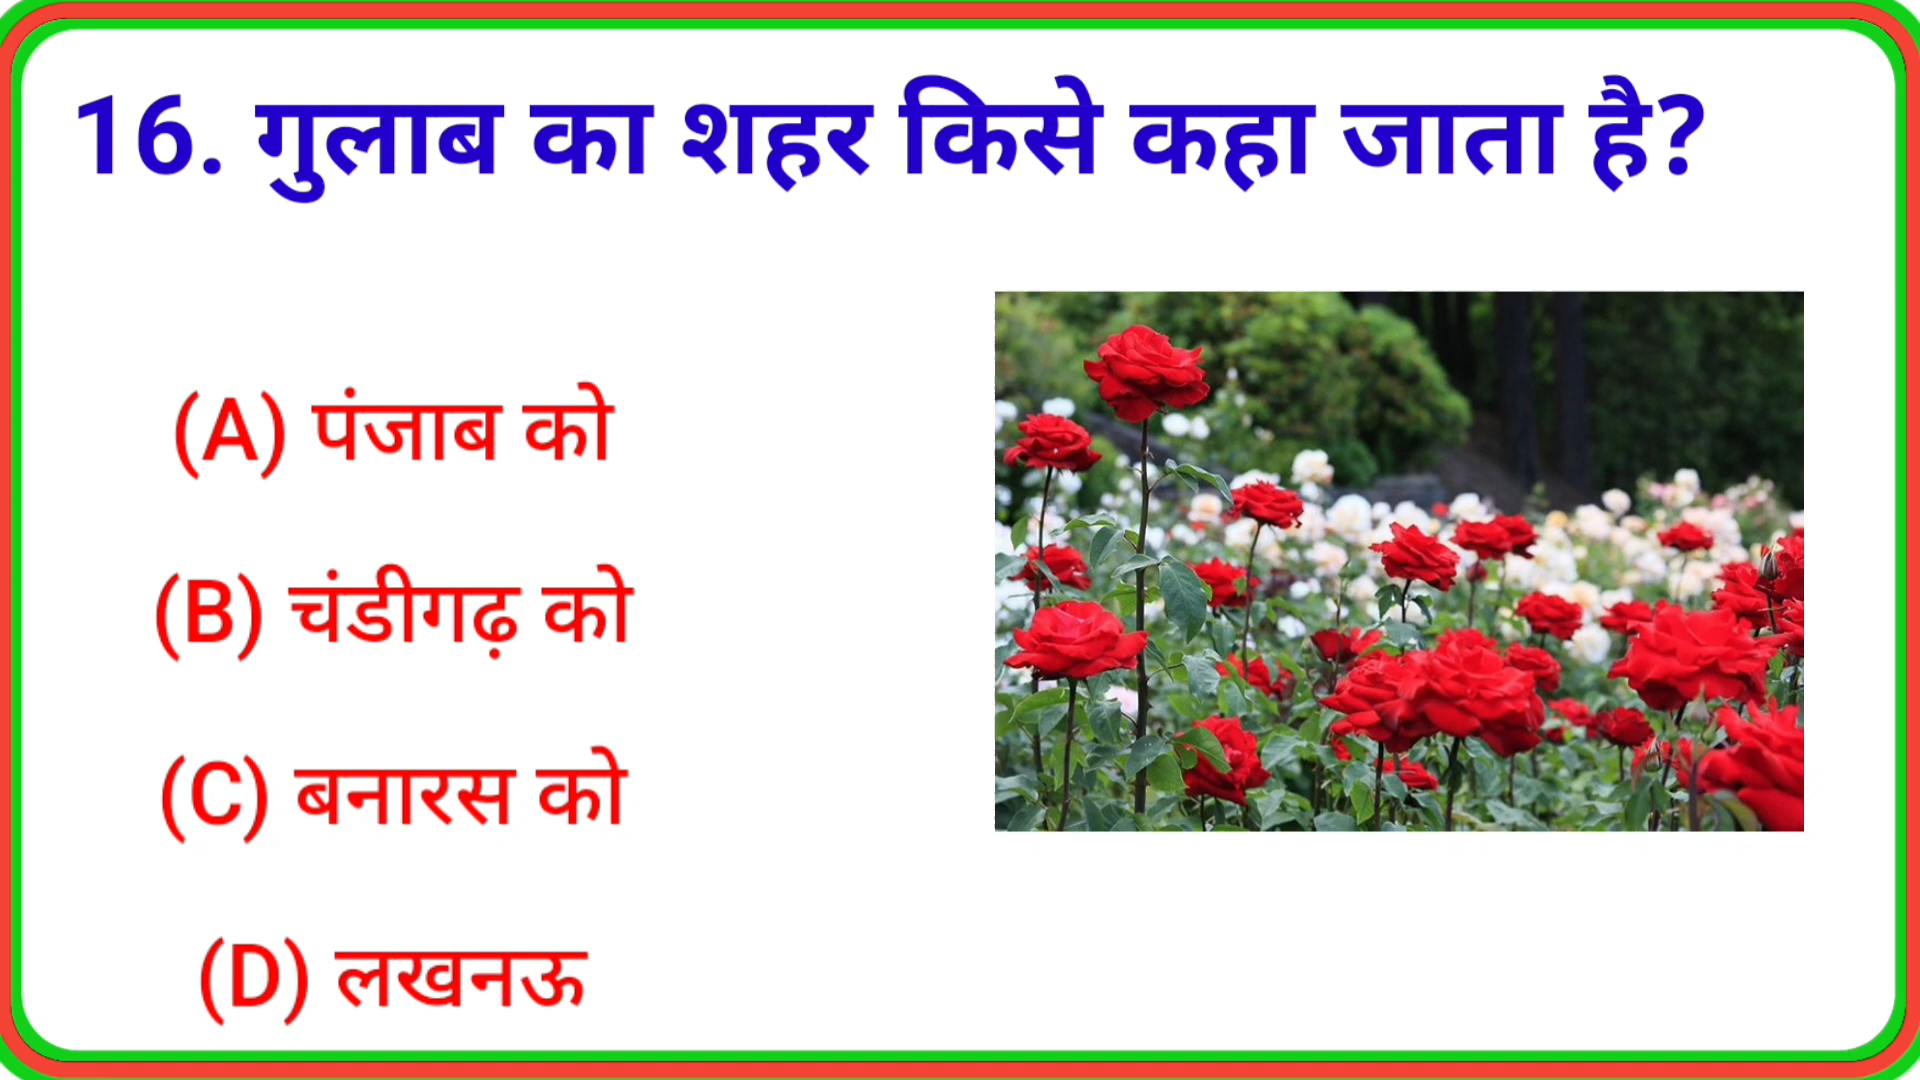 16. गुलाब का शहर किसे कहा जाता है?
(A) पंजाब को
(B) चंडीगढ़ को
(C) बनारस को
(D) लखनऊ